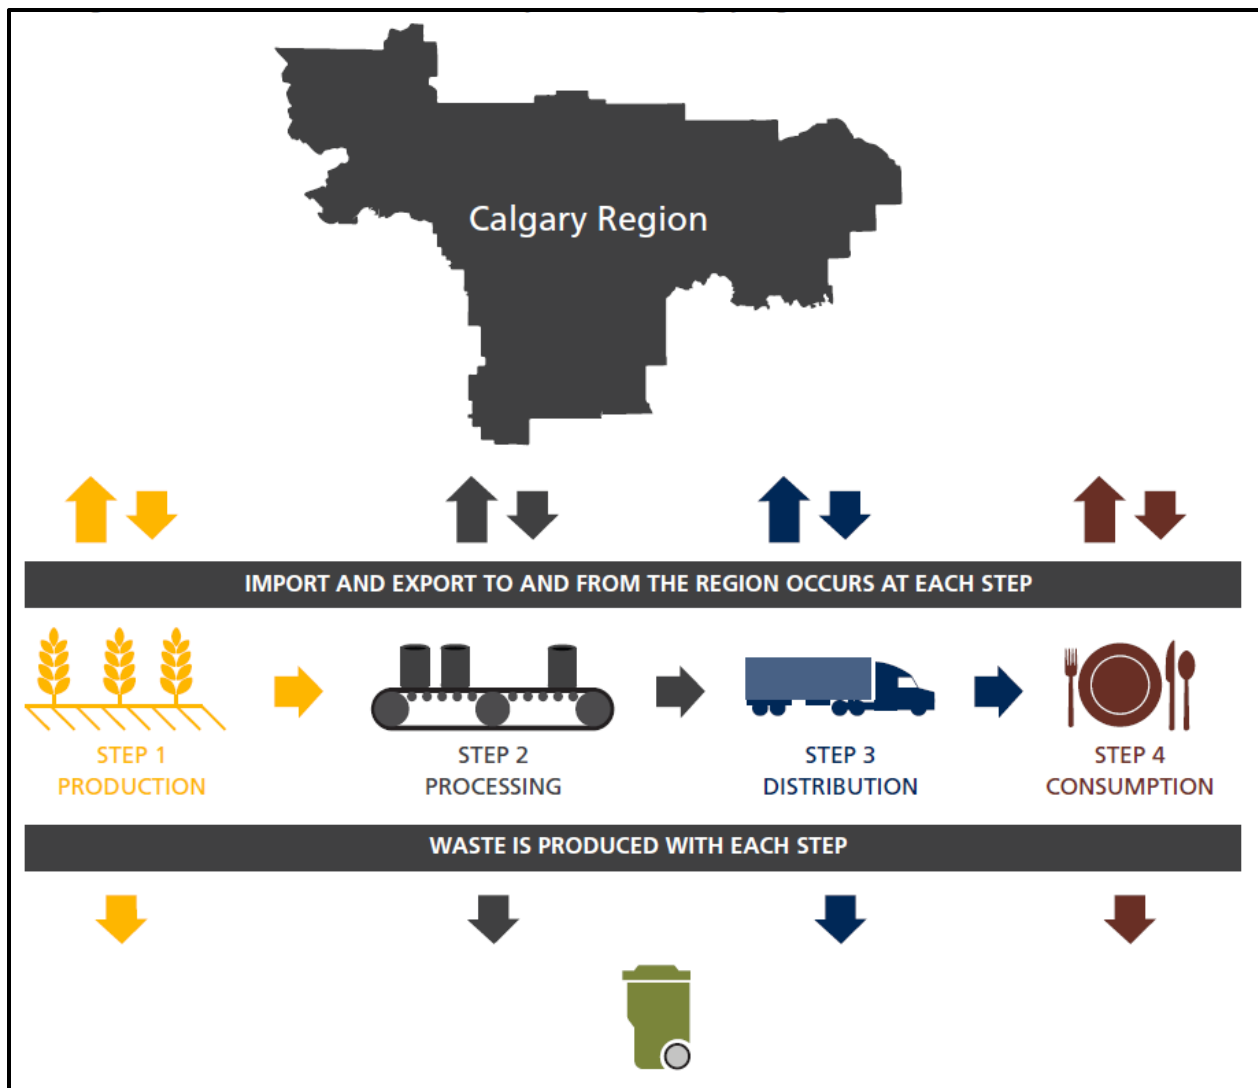 Calgary Region
IMPORT AND EXPORT TO AND FROM THE REGION OCCURS AT EACH STEP
STEP 1
PRODUCTION
STEP 2
PROCESSING
STEP 3
DISTRIBUTION
STEP 4
CONSUMPTION
WASTE IS PRODUCED WITH EACH STEP